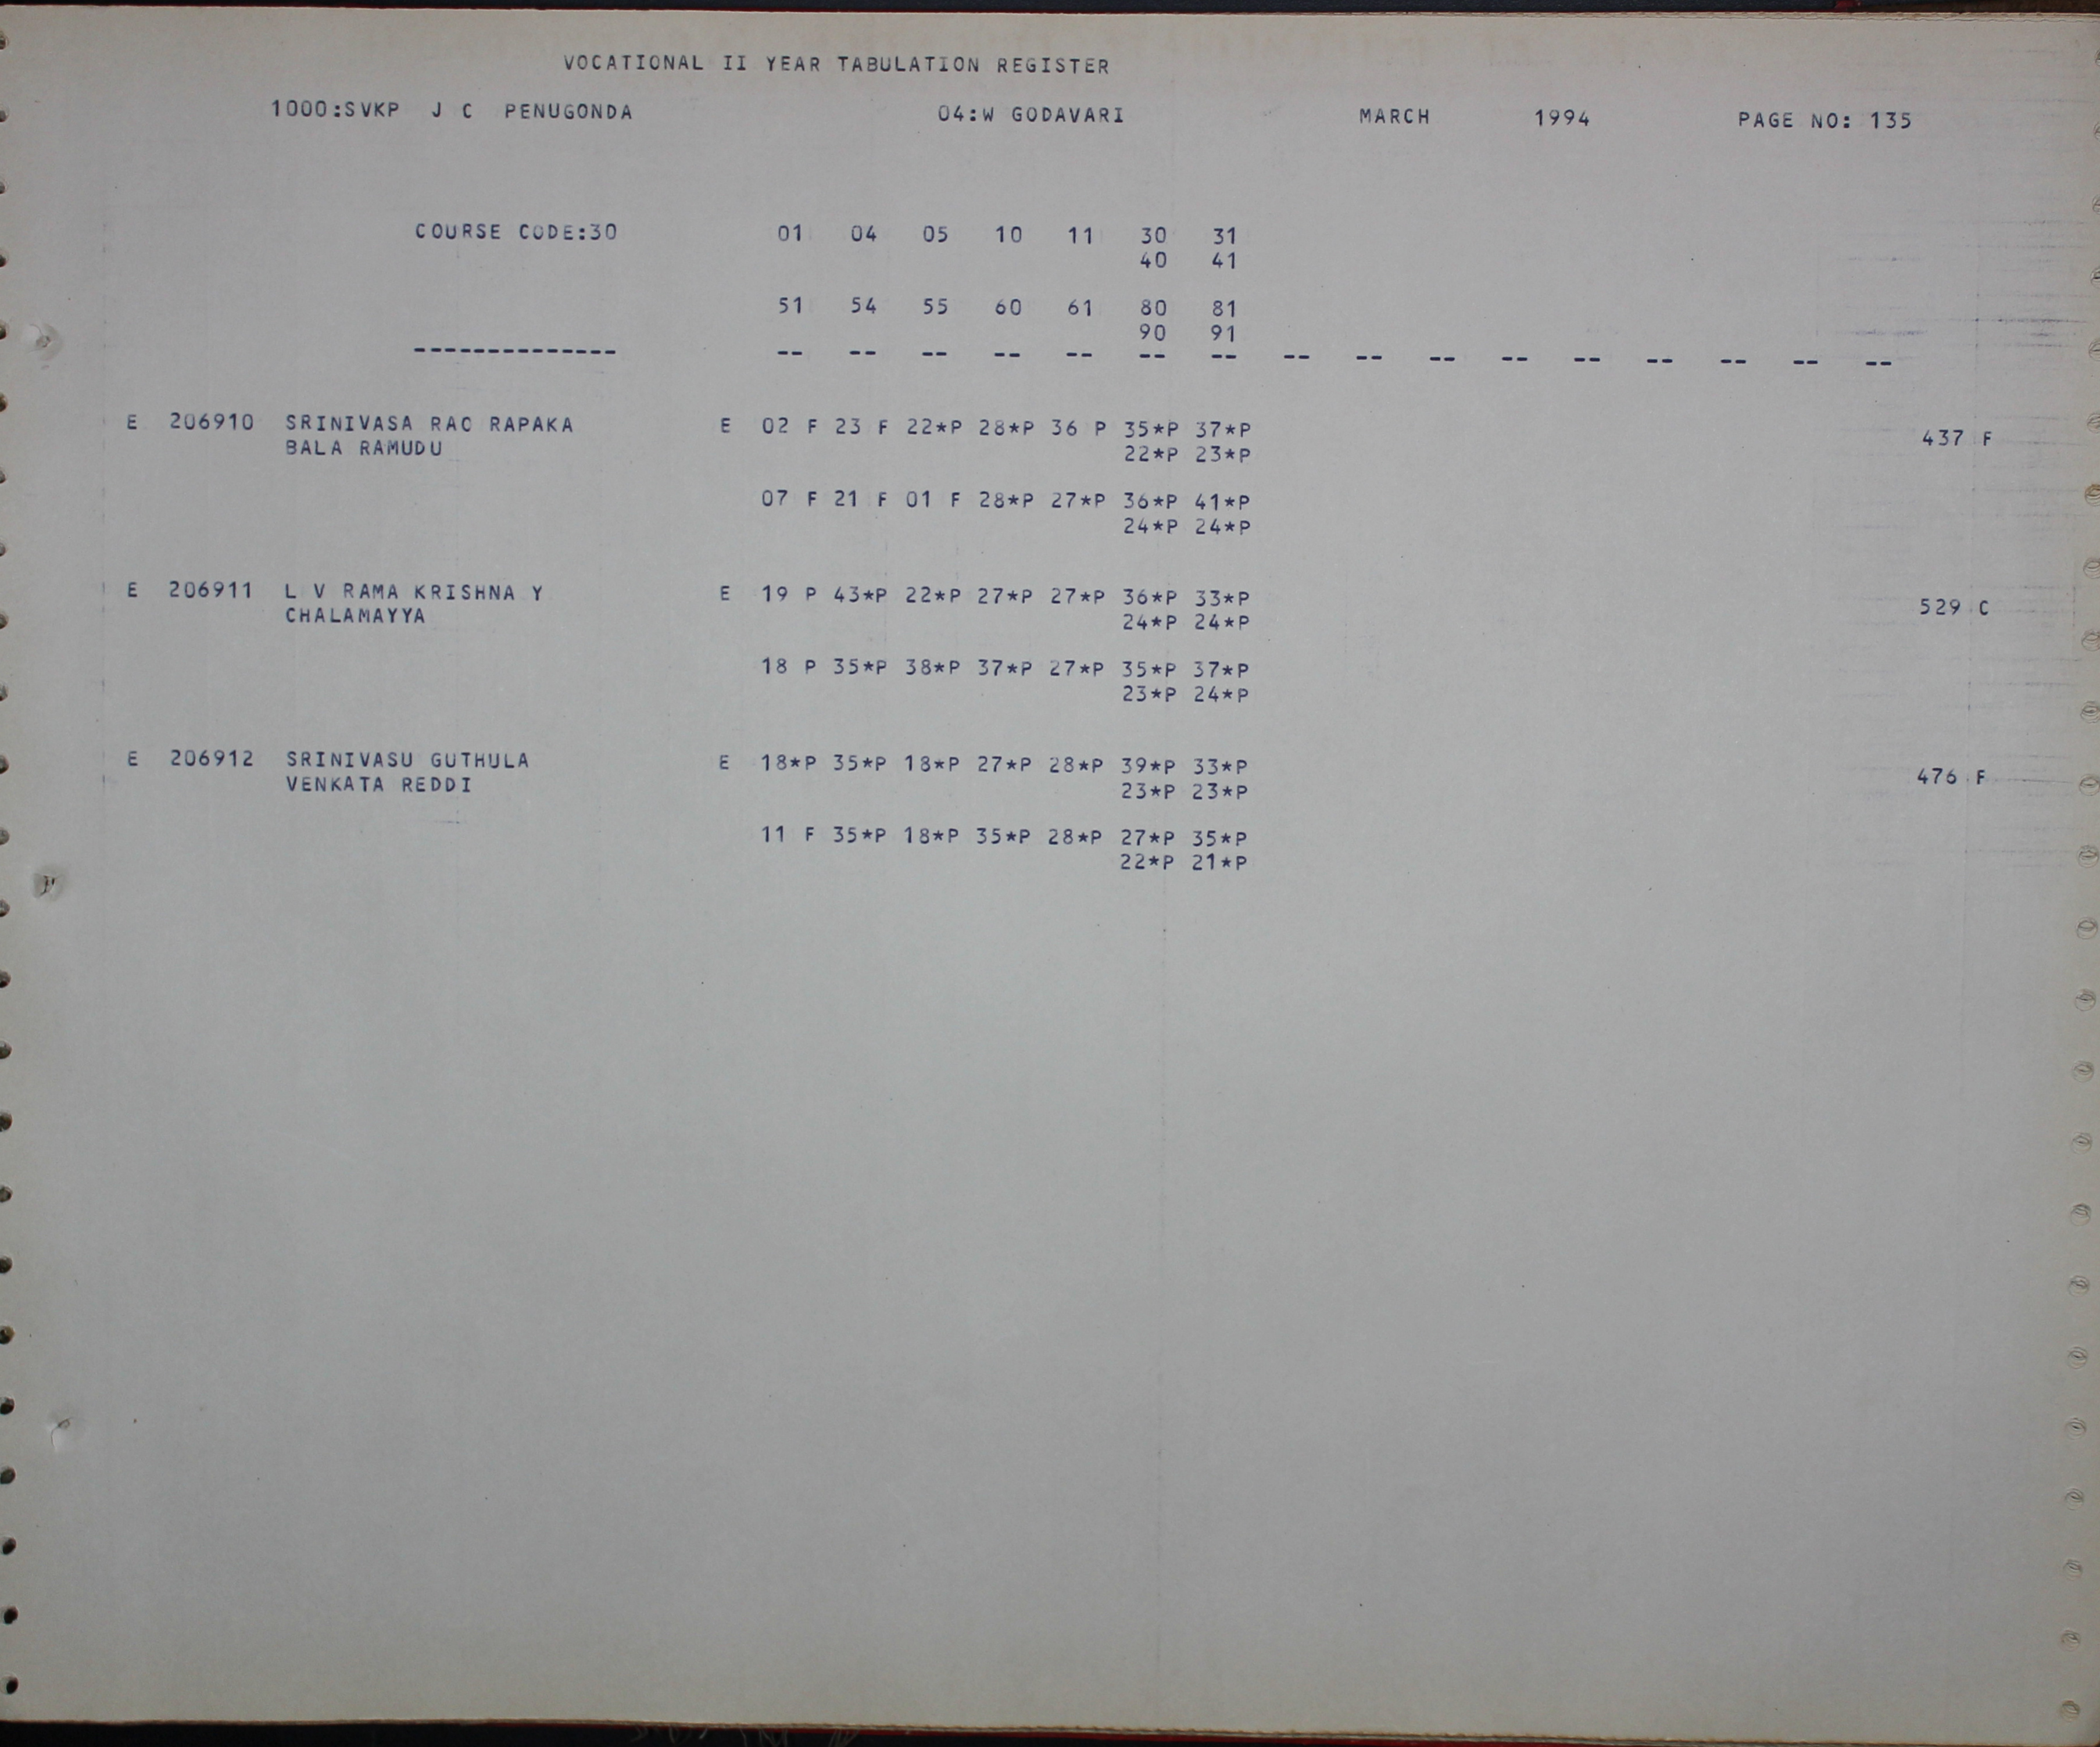 VOCATIONAL II YEAR TABULATION REGISTER
1000:SVKP J C PENUGONDA 04:W GODAVARI MARCH 1994 PAGE NO: 135
COURSE CODE:30 01 04 05 10 11 30 31
40 41
51 54 55 60 61 80 81
90 91
-------------- -- -- -- -- -- -- -- -- -- -- -- -- -- -- -- --
E 206910 SRINIVASA RAO RAPAKA E 02 F 23 F 22*P 28*P 36 P 35*P 37*P 437 F
BALA RAMUDU 22*P 23*P
07 F 21 F 01 F 28*P 27*P 36*P 41*P
24*P 24*P
E 206911 L V RAMA KRISHNA Y E 19 P 43*P 22*P 27*P 27*P 36*P 33*P 529 C
CHALAMAYYA 24*P 24*P
18 P 35*P 38*P 37*P 27*P 35*P 37*P
23*P 24*P
E 206912 SRINIVASU GUTHULA E 18*P 35*P 18*P 27*P 28*P 39*P 33*P 476 F
VENKATA REDDI 23*P 23*P
11 F 35*P 18*P 35*P 28*P 27*P 35*P
22*P 21*P